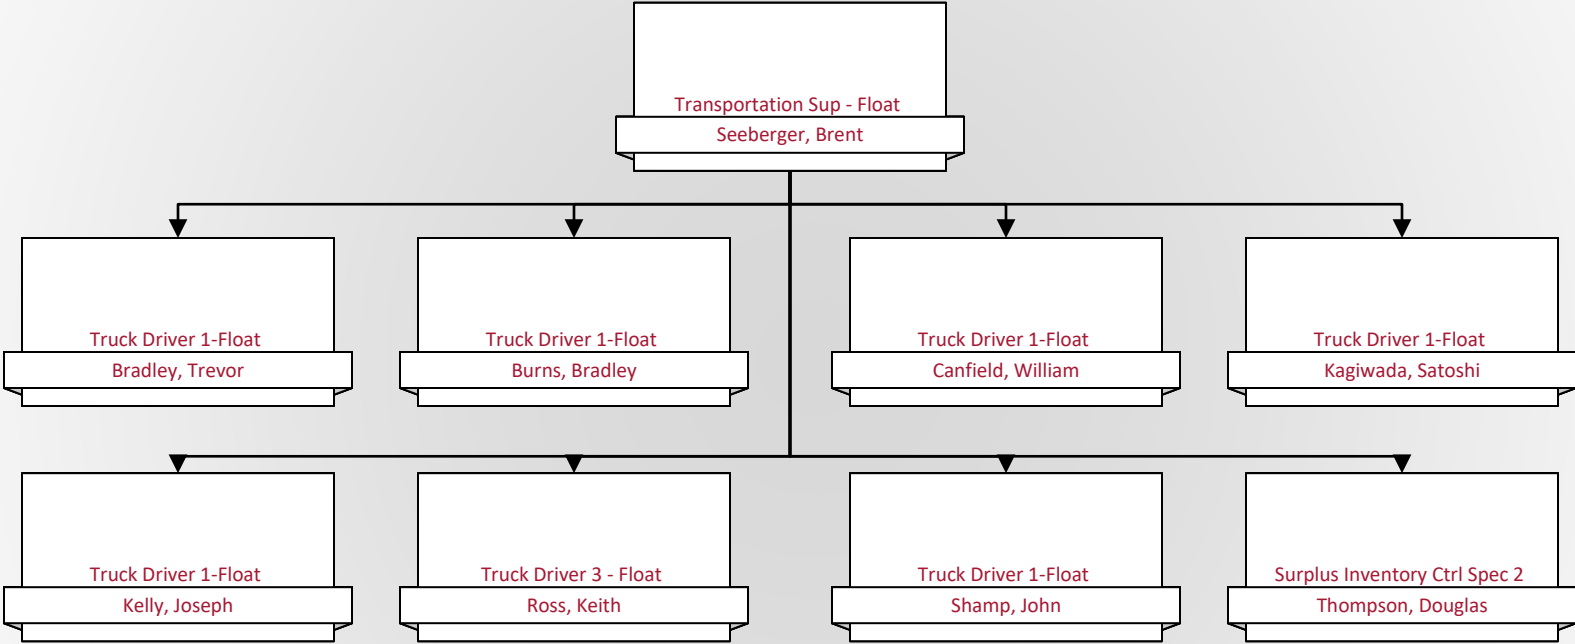 Transportation Sup - Float
Seeberger, Brent
Truck Driver 1-Float
Bradley, Trevor
Truck Driver 1-Float
Burns, Bradley
Truck Driver 1-Float
Canfield, William
Truck Driver 1-Float
Kagiwada, Satoshi
Truck Driver 1-Float
Kelly, Joseph
Truck Driver 3 - Float
Ross, Keith
Truck Driver 1-Float
Shamp, John
Surplus Inventory Ctrl Spec 2
Thompson, Douglas